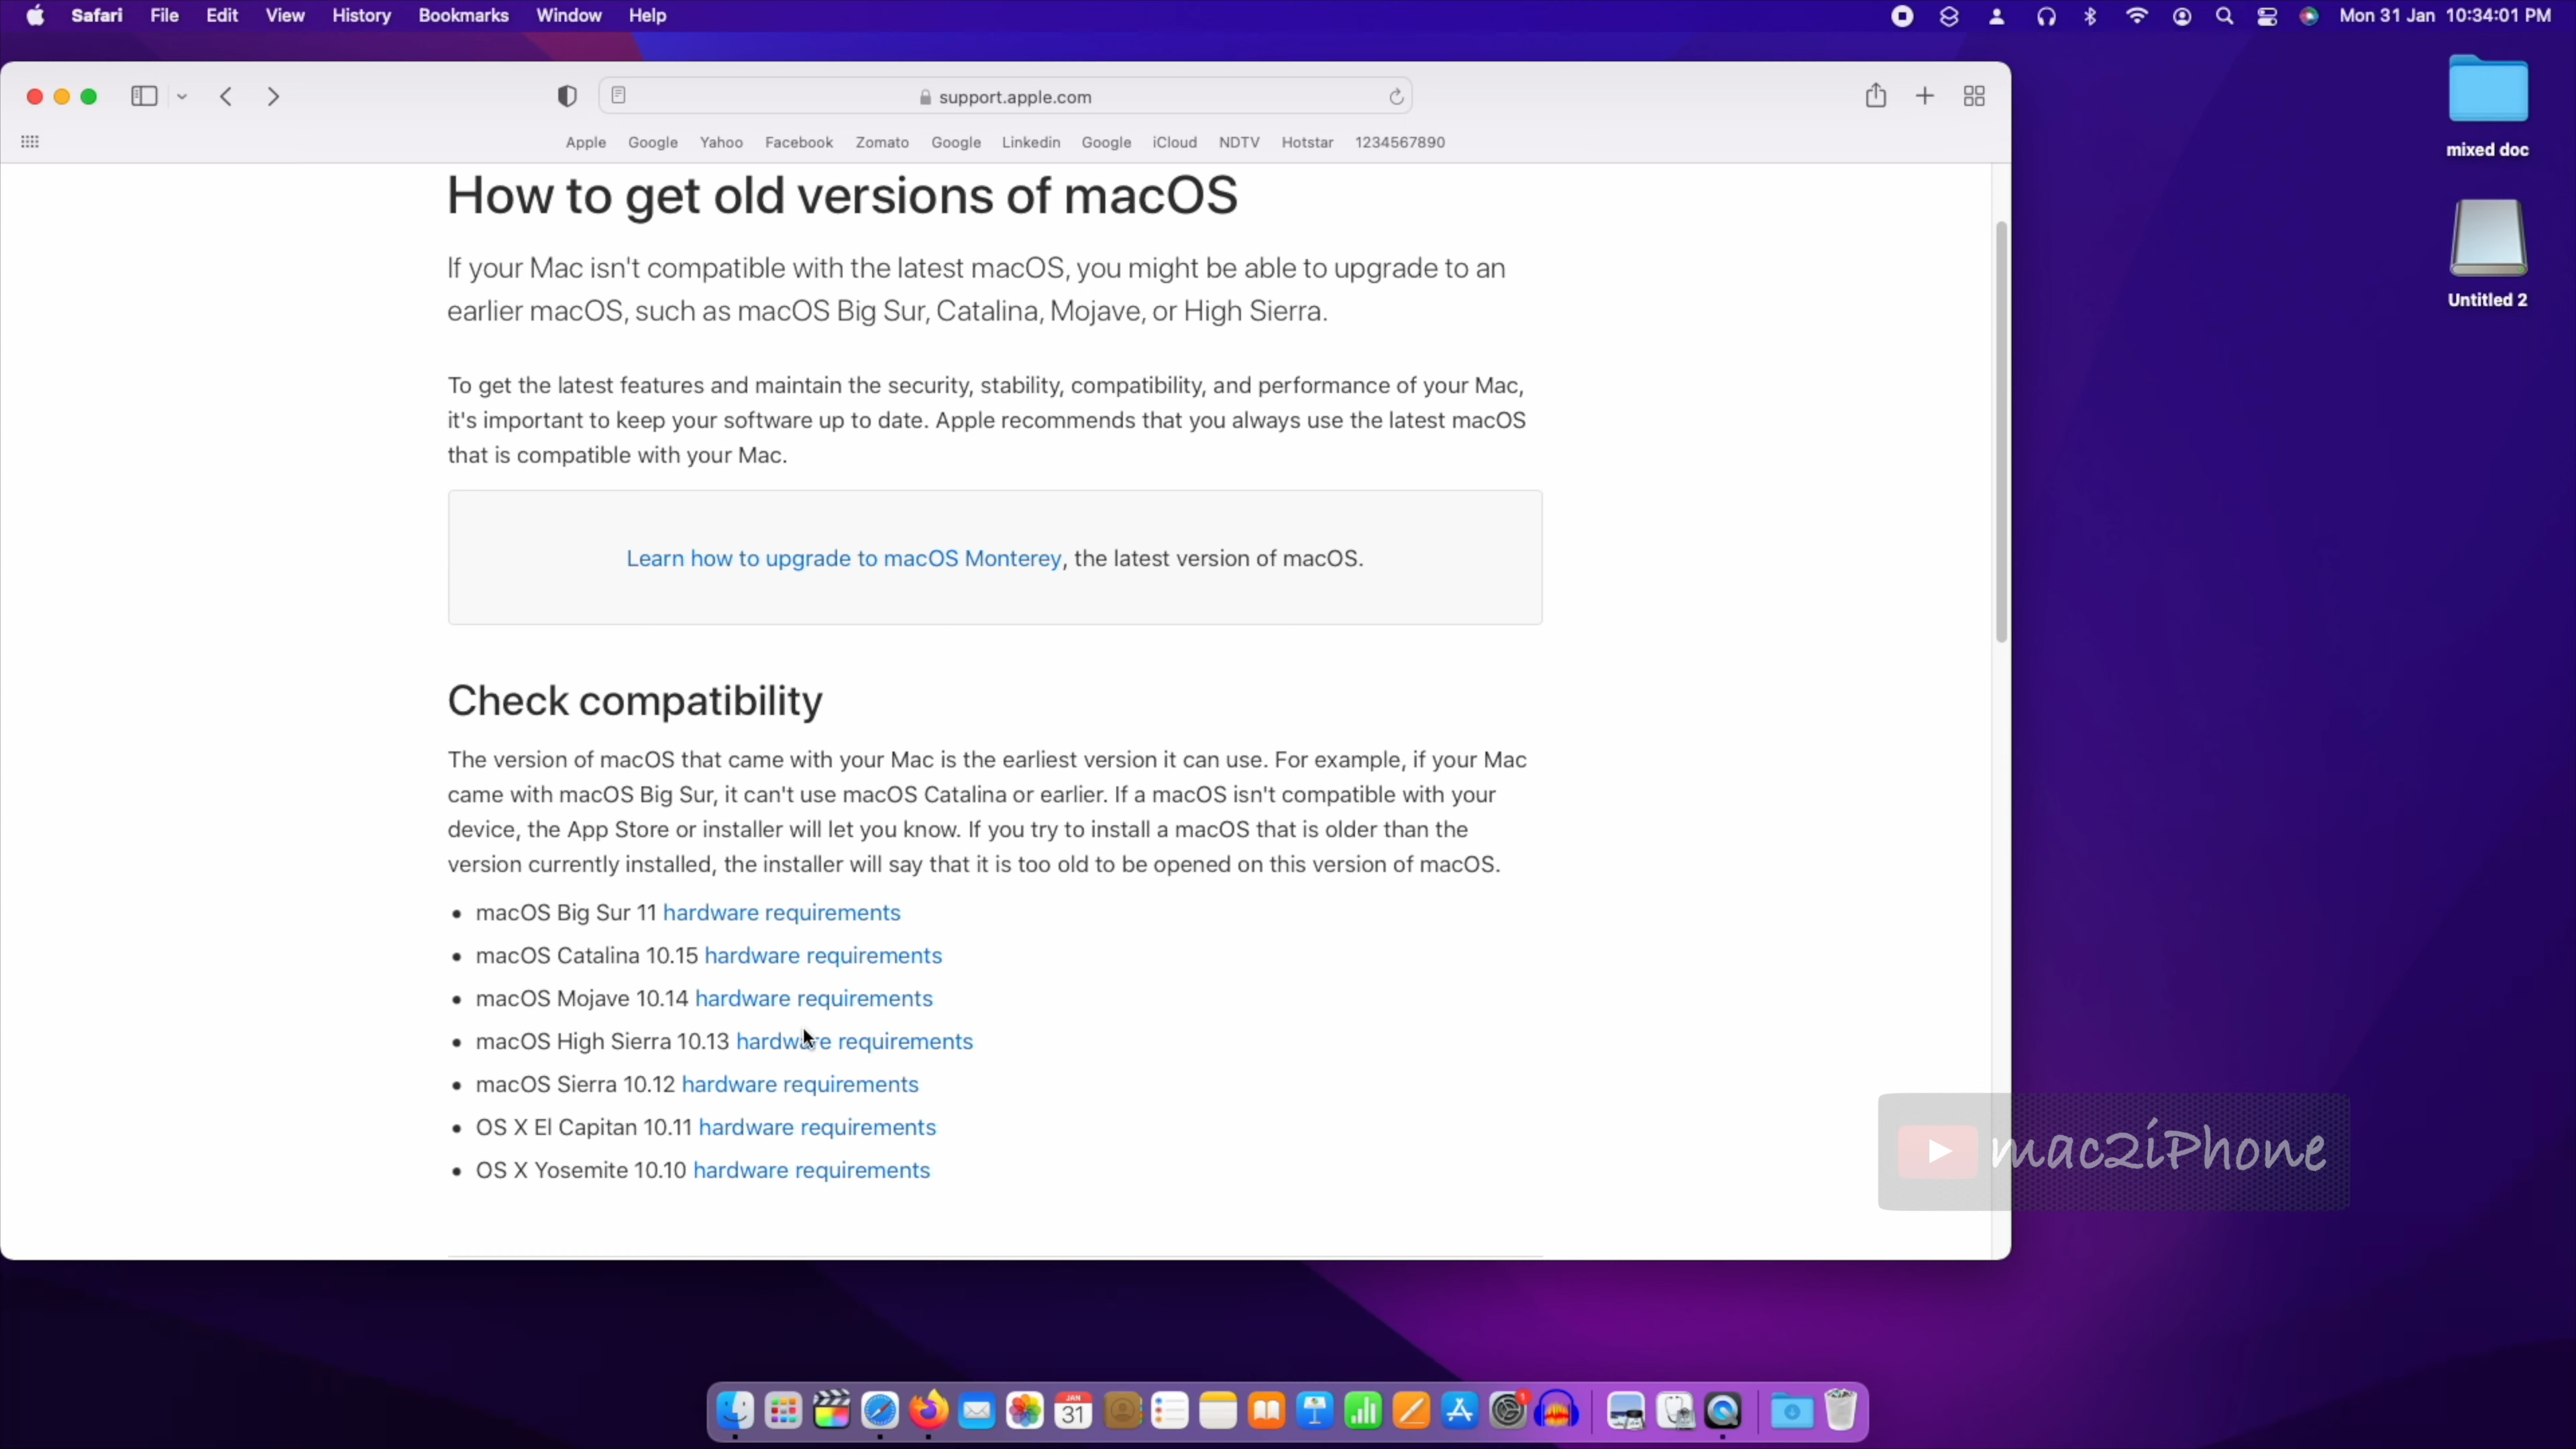 Safari File Edit View History Bookmarks Window Help Mon 31 Jan 10:34:01 PM
support.apple.com
Apple Google Yahoo Facebook Zomato Google Linkedin Google iCloud NDTV Hotstar 1234567890
mixed doc
Untitled 2
How to get old versions of macOS
If your Mac isn't compatible with the latest macOS, you might be able to upgrade to an
earlier macOS, such as macOS Big Sur, Catalina, Mojave, or High Sierra.
To get the latest features and maintain the security, stability, compatibility, and performance of your Mac,
it's important to keep your software up to date. Apple recommends that you always use the latest macOS
that is compatible with your Mac.
Learn how to upgrade to macOS Monterey, the latest version of macOS.
Check compatibility
The version of macOS that came with your Mac is the earliest version it can use. For example, if your Mac
came with macOS Big Sur, it can't use macOS Catalina or earlier. If a macOS isn't compatible with your
device, the App Store or installer will let you know. If you try to install a macOS that is older than the
version currently installed, the installer will say that it is too old to be opened on this version of macOS.
• macOS Big Sur 11 hardware requirements
• macOS Catalina 10.15 hardware requirements
• macOS Mojave 10.14 hardware requirements
• macOS High Sierra 10.13 hardware requirements
• macOS Sierra 10.12 hardware requirements
• OS X El Capitan 10.11 hardware requirements
• OS X Yosemite 10.10 hardware requirements
mac2iPhone
JAN
31
1